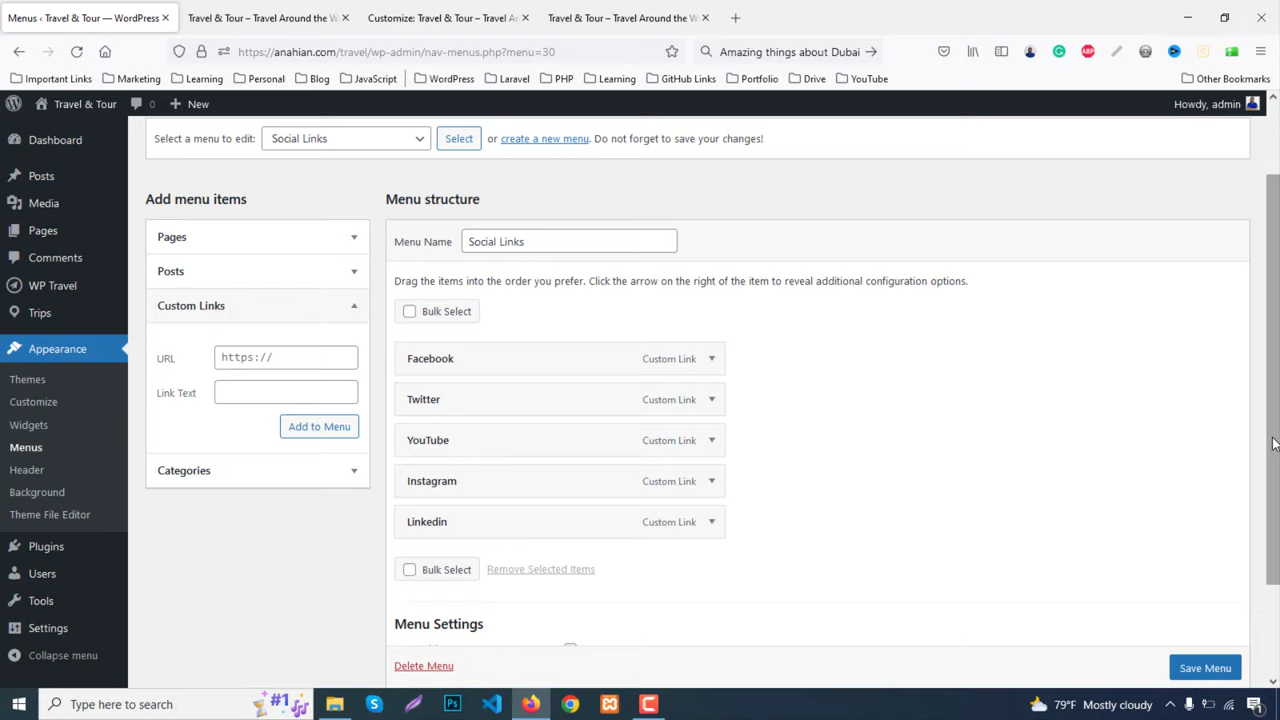 Menus ‹ Travel & Tour — WordPress
Travel & Tour – Travel Around the W
Customize: Travel & Tour – Travel Ar
Travel & Tour – Travel Around the W
https://anahian.com/travel/wp-admin/nav-menus.php?menu=30
Amazing things about Dubai
ABP
Important Links
Marketing
Learning
Personal
Blog
JavaScript
WordPress
Laravel
PHP
Learning
GitHub Links
Portfolio
Drive
YouTube
Other Bookmarks
Travel & Tour
0
New
Howdy, admin
Dashboard
Posts
Media
Pages
Comments
WP Travel
Trips
Appearance
Themes
Customize
Widgets
Menus
Header
Background
Theme File Editor
Plugins
Users
Tools
Settings
Collapse menu
Select a menu to edit:
Social Links
Select
or create a new menu. Do not forget to save your changes!
Add menu items
Pages
Posts
Custom Links
URL
https://
Link Text
Add to Menu
Categories
Menu structure
Menu Name
Social Links
Drag the items into the order you prefer. Click the arrow on the right of the item to reveal additional configuration options.
Bulk Select
Facebook
Custom Link
Twitter
Custom Link
YouTube
Custom Link
Instagram
Custom Link
Linkedin
Custom Link
Bulk Select
Remove Selected Items
Menu Settings
Delete Menu
Save Menu
Type here to search
#1
Ps
79°F Mostly cloudy
1